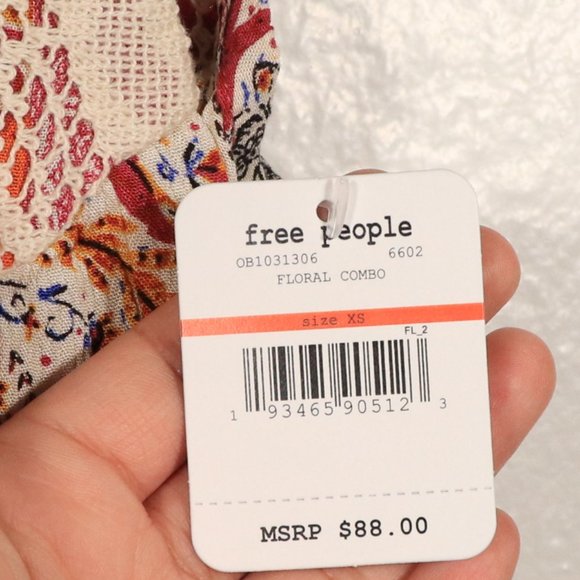 free people
OB1031306 6602
FLORAL COMBO
size XS
FL_2
1 93465 90512 3
MSRP $88.00